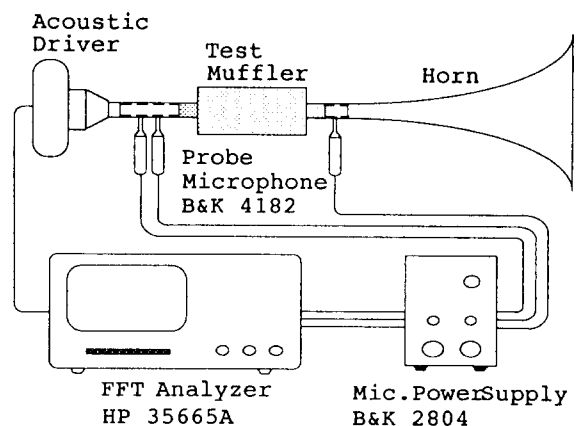 Acoustic
Driver
Test
Muffler
Horn
Probe
Microphone
B&K 4182
FFT Analyzer
HP 35665A
Mic.PowerSupply
B&K 2804